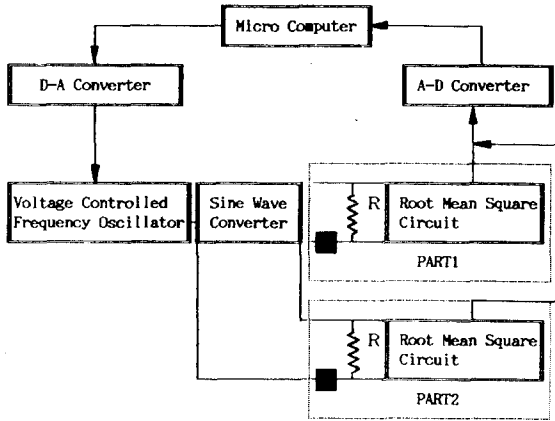 Micro Computer
D-A Converter
A-D Converter
Voltage Controlled
Frequency Oscillator
Sine Wave
Converter
R
Root Mean Square
Circuit
PART1
R
Root Mean Square
Circuit
PART2